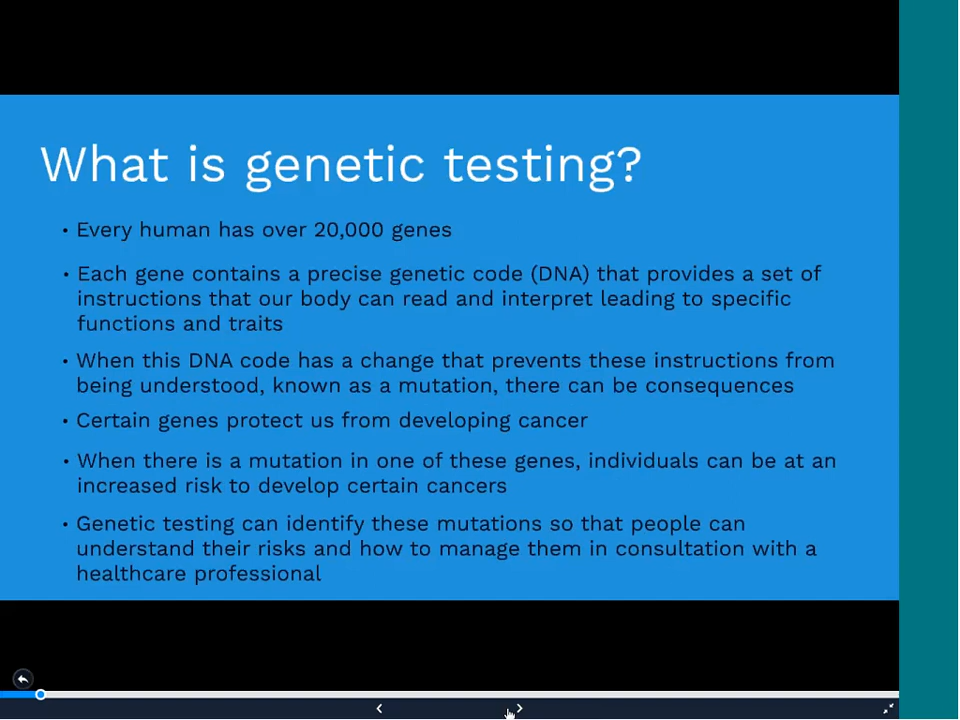 What is genetic testing?
• Every human has over 20,000 genes
• Each gene contains a precise genetic code (DNA) that provides a set of
instructions that our body can read and interpret leading to specific
functions and traits
• When this DNA code has a change that prevents these instructions from
being understood, known as a mutation, there can be consequences
• Certain genes protect us from developing cancer
• When there is a mutation in one of these genes, individuals can be at an
increased risk to develop certain cancers
• Genetic testing can identify these mutations so that people can
understand their risks and how to manage them in consultation with a
healthcare professional